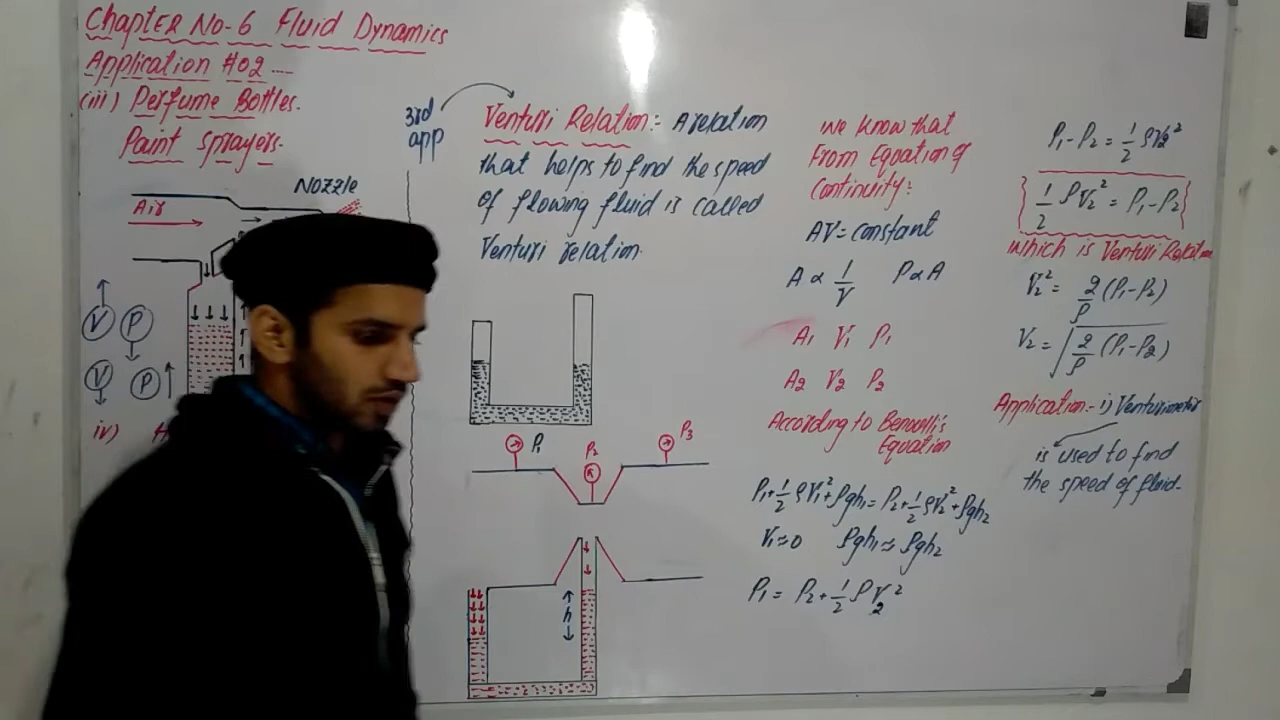 Chapter No-6 Fluid Dynamics
Application #02....
(iii) Perfume Bottles.
Paint sprayers.
Nozzle
Air
V P
V P
iv)
3rd
app
Venturi Relation:- A relation
that helps to find the speed
of flowing fluid is called
Venturi relation.
P₁
P₂
P₃
h
We know that
From Equation of
Continuity:
AV = constant
A ∝ 1/V P ∝ A
A₁ V₁ P₁
A₂ V₂ P₂
According to Bernoulli's
Equation
P₁+1/2 ρV₁²+ρgh₁=P₂+1/2 ρV₂²+ρgh₂
V₁≈0 ρgh₁≈ρgh₂
P₁ = P₂+1/2 ρV₂²
P₁-P₂=1/2 ρV₂²
1/2 ρV₂² = P₁-P₂
which is Venturi Relation
V₂² = 2/ρ (P₁-P₂)
V₂ = √2/ρ (P₁-P₂)
Application:- i) Venturimeter
is used to find
the speed of fluid-